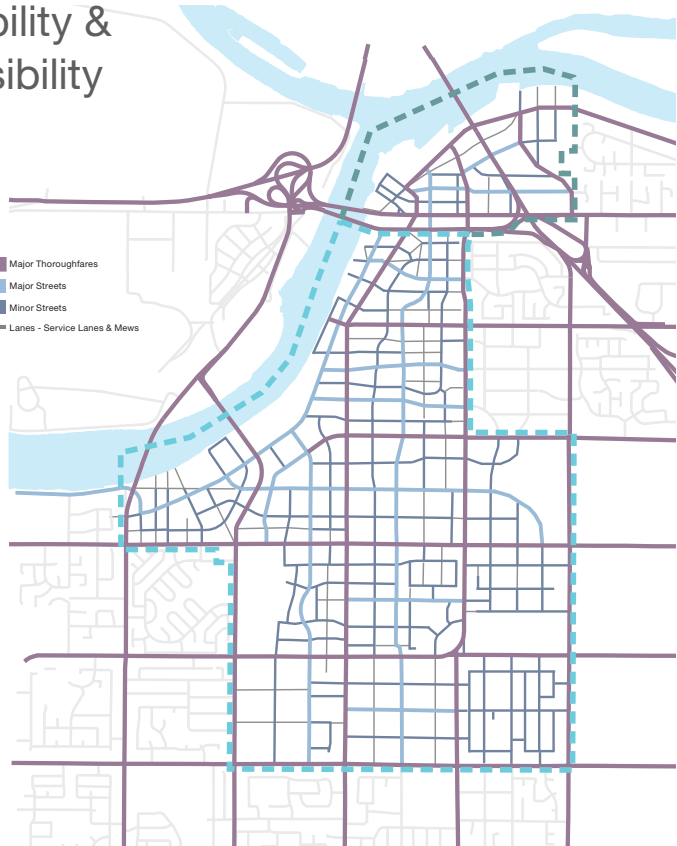 bility &
sibility
Major Thoroughfares
Major Streets
Minor Streets
Lanes - Service Lanes & Mews